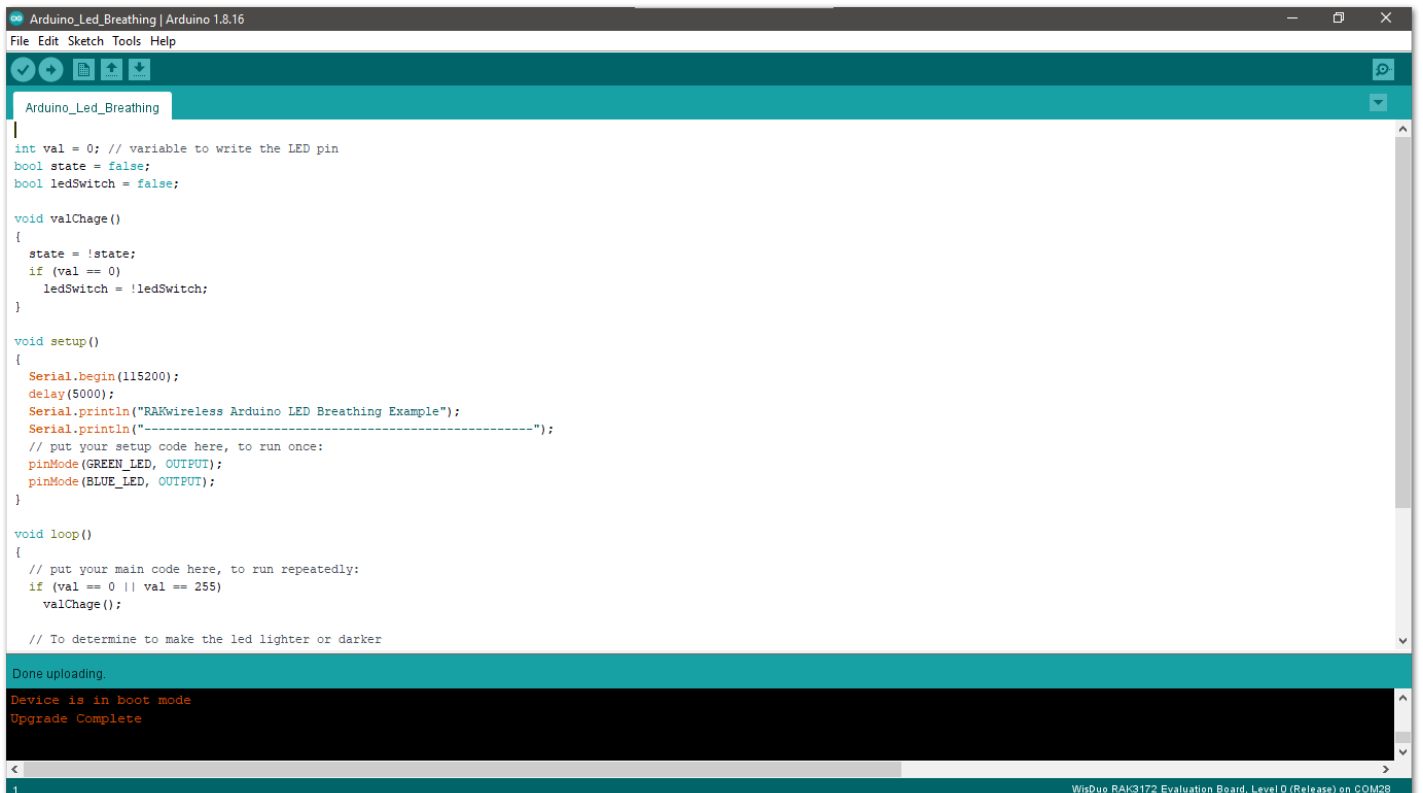 Arduino_Led_Breathing | Arduino 1.8.16
File Edit Sketch Tools Help
Arduino_Led_Breathing
int val = 0; // variable to write the LED pin
bool state = false;
bool ledSwitch = false;
void valChage()
{
state = !state;
if (val == 0)
ledSwitch = !ledSwitch;
}
void setup()
{
Serial.begin(115200);
delay(5000);
Serial.println("RAKwireless Arduino LED Breathing Example");
Serial.println("------------------------------------------------------");
// put your setup code here, to run once:
pinMode(GREEN_LED, OUTPUT);
pinMode(BLUE_LED, OUTPUT);
}
void loop()
{
// put your main code here, to run repeatedly:
if (val == 0 || val == 255)
valChage();
// To determine to make the led lighter or darker
Done uploading.
Device is in boot mode
Upgrade Complete
1 WisDuo RAK3172 Evaluation Board, Level 0 (Release) on COM28